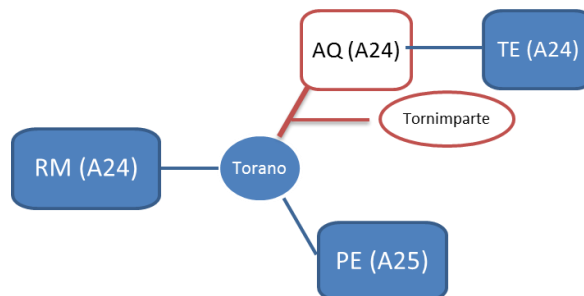 AQ (A24)
TE (A24)
Tornimparte
RM (A24)
Torano
PE (A25)